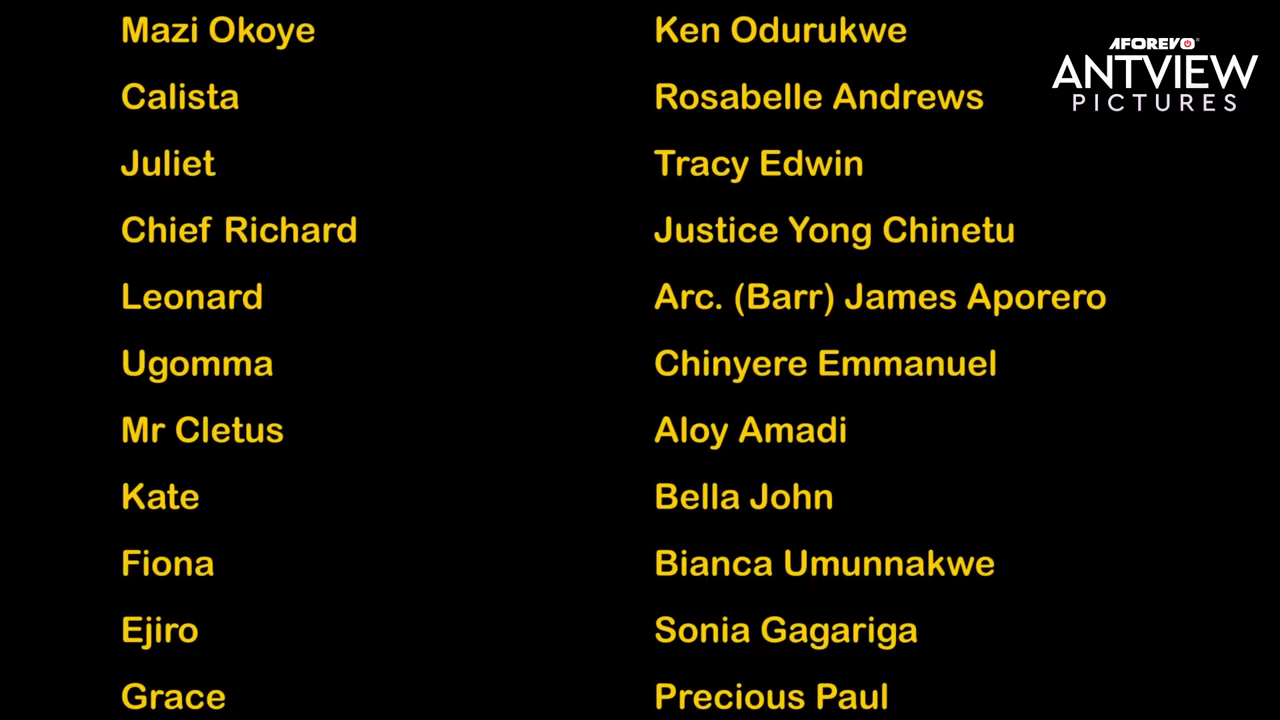 Mazi Okoye Ken Odurukwe
AFOREVO
ANTVIEW
PICTURES
Calista Rosabelle Andrews
Juliet Tracy Edwin
Chief Richard Justice Yong Chinetu
Leonard Arc. (Barr) James Aporero
Ugomma Chinyere Emmanuel
Mr Cletus Aloy Amadi
Kate Bella John
Fiona Bianca Umunnakwe
Ejiro Sonia Gagariga
Grace Precious Paul